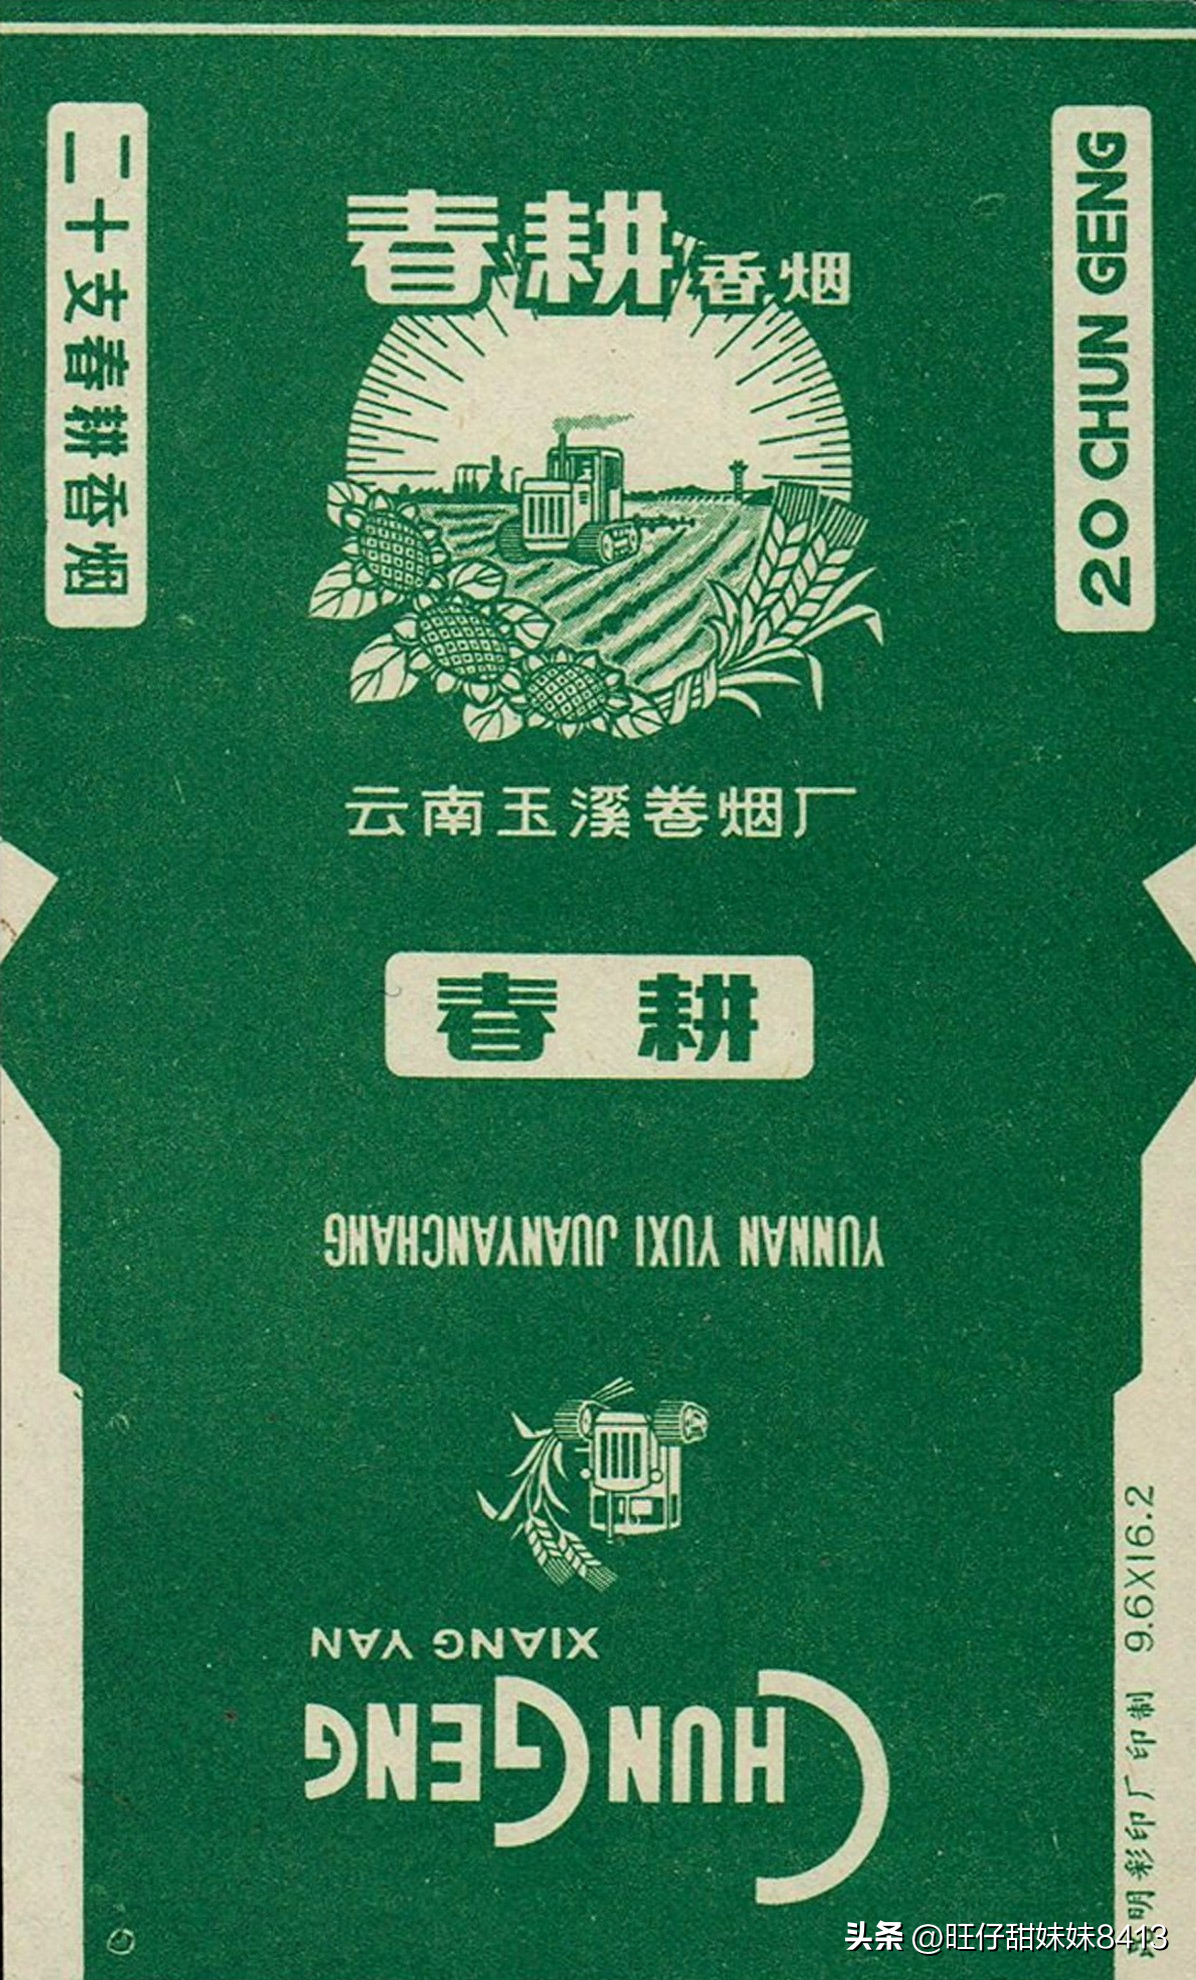 二十支春耕香烟
春耕香烟
20 CHUN GENG
云南玉溪卷烟厂
春耕
YUNNAN YUXI JUANYANCHANG
CHUN GENG
XIANG YAN
明彩印厂印制 9.6X16.2
头条 @旺仔甜妹妹8413